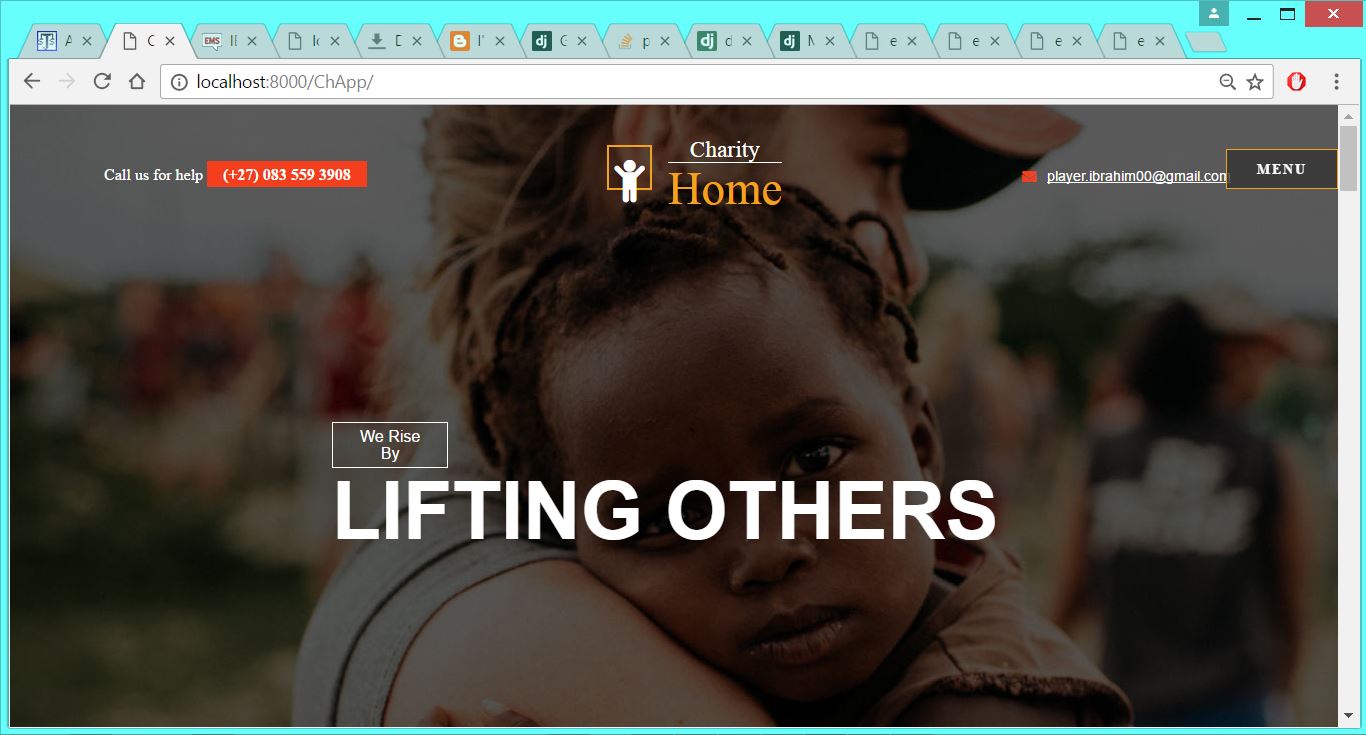 A
C
EMS
dj
dj
dj
p
d
e
e
e
e
localhost:8000/ChApp/
Call us for help (+27) 083 559 3908
Charity
Home
player.ibrahim00@gmail.com
MENU
We Rise
By
LIFTING OTHERS